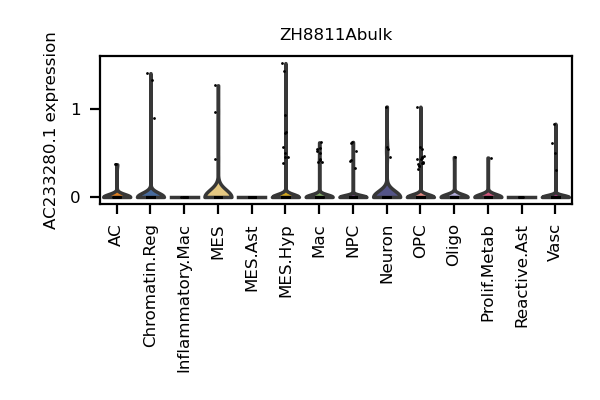 ZH8811Abulk
AC233280.1 expression
1
0
AC
Chromatin.Reg
Inflammatory.Mac
MES
MES.Ast
MES.Hyp
Mac
NPC
Neuron
OPC
Oligo
Prolif.Metab
Reactive.Ast
Vasc